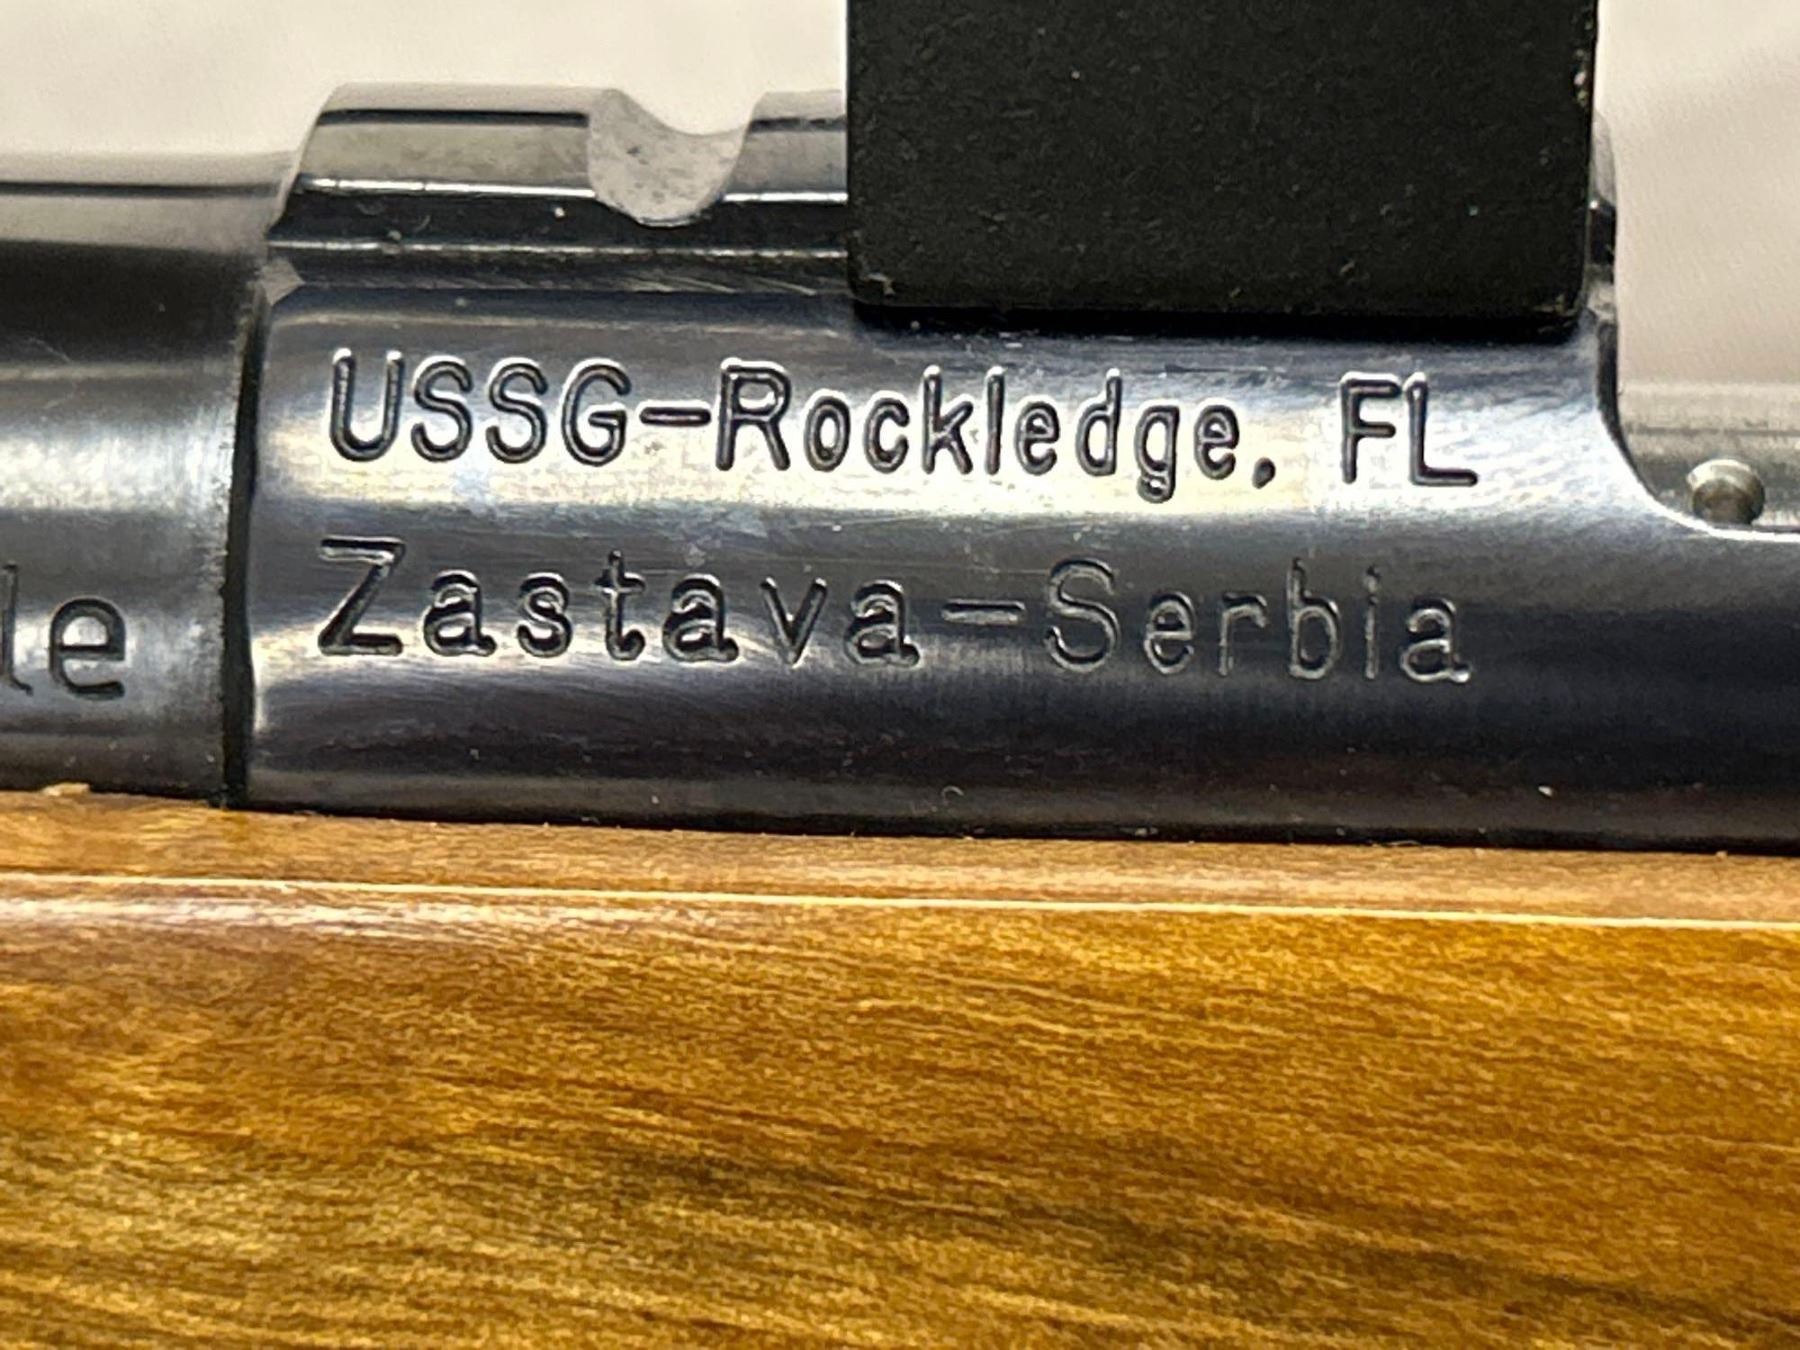 USSG-Rockledge, FL
Zastava-Serbia